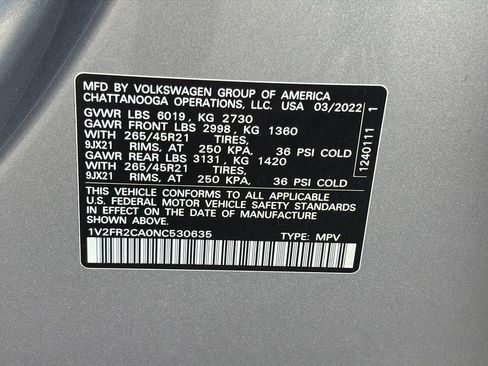 MFD BY VOLKSWAGEN GROUP OF AMERICA
CHATTANOOGA OPERATIONS, LLC. USA 03/2022
GVWR LBS 6019, KG 2730
GAWR FRONT LBS 2998, KG 1360
WITH 265/45R21 TIRES,
9JX21 RIMS, AT 250 KPA, 36 PSI COLD
GAWR REAR LBS 3131, KG 1420
WITH 265/45R21 TIRES,
9JX21 RIMS, AT 250 KPA, 36 PSI COLD
THIS VEHICLE CONFORMS TO ALL APPLICABLE
U.S. FEDERAL MOTOR VEHICLE SAFETY STANDARDS
IN EFFECT ON THE DATE OF MANUFACTURE
SHOWN ABOVE.
1V2FR2CA0NC530635 TYPE: MPV
1240111 1